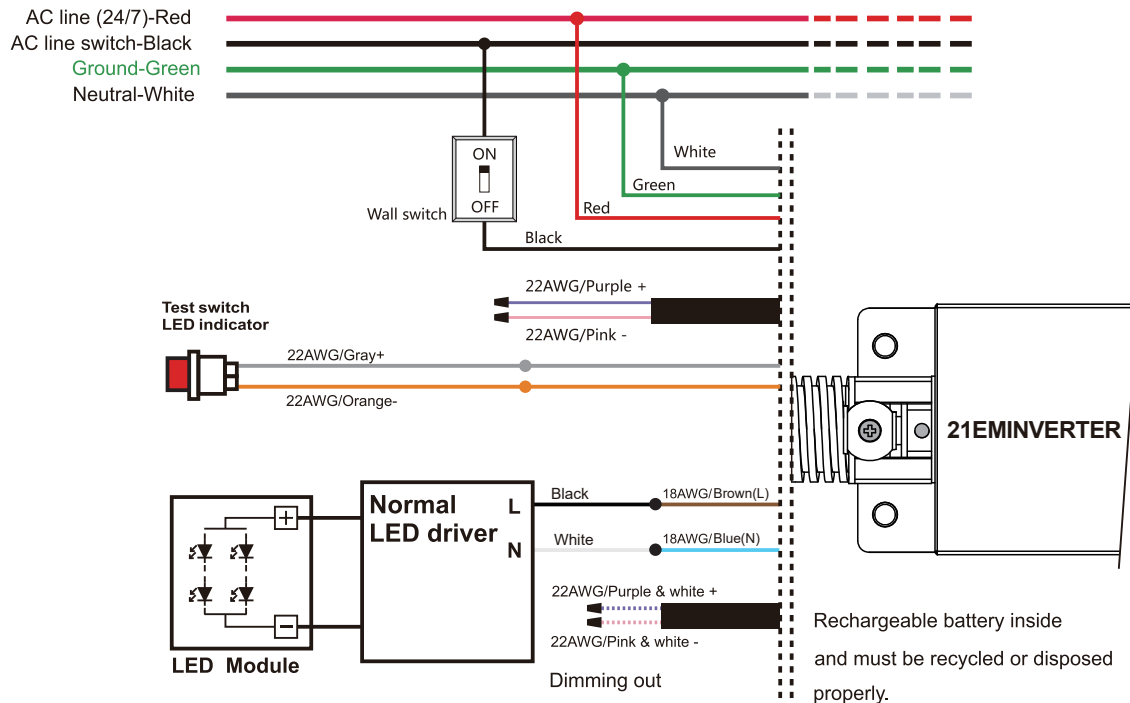 AC line (24/7)-Red
AC line switch-Black
Ground-Green
Neutral-White
White
ON
Green
OFF
Red
Wall switch
Black
22AWG/Purple +
Test switch
LED indicator
22AWG/Pink -
22AWG/Gray+
22AWG/Orange-
21EMINVERTER
Normal
LED driver
L
N
Black
18AWG/Brown(L)
White
18AWG/Blue(N)
+
−
22AWG/Purple & white +
22AWG/Pink & white -
LED Module
Dimming out
Rechargeable battery inside
and must be recycled or disposed
properly.